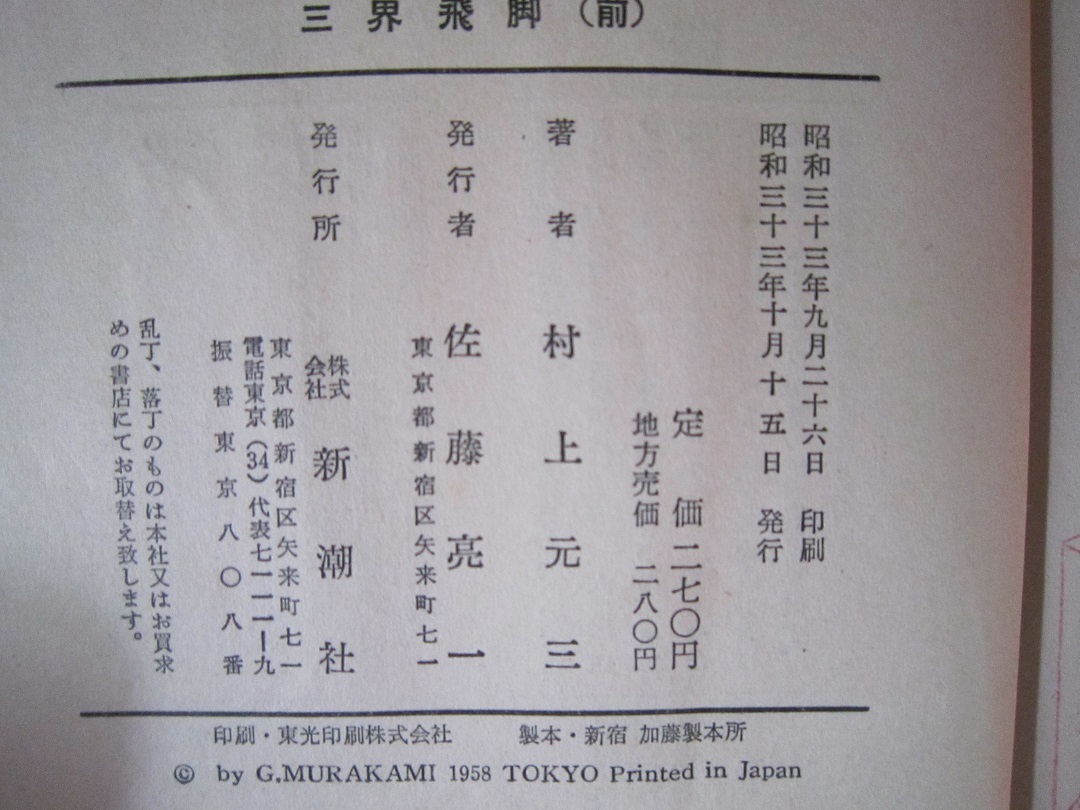 三界飛脚（前）
昭和三十三年九月二十六日 印刷
昭和三十三年十月十五日 発行
定価 二七〇円
地方売価 二八〇円
著者 村上元三
発行者 佐藤亮一
東京都新宿区矢来町七一
発行所 株式会社 新潮社
東京都新宿区矢来町七一
電話東京（34）代表七一一一ー九
振替東京八〇八番
乱丁、落丁のものは本社又はお買求
めの書店にてお取替え致します。
印刷・東光印刷株式会社 製本・新宿 加藤製本所
© by G.MURAKAMI 1958 TOKYO Printed in Japan